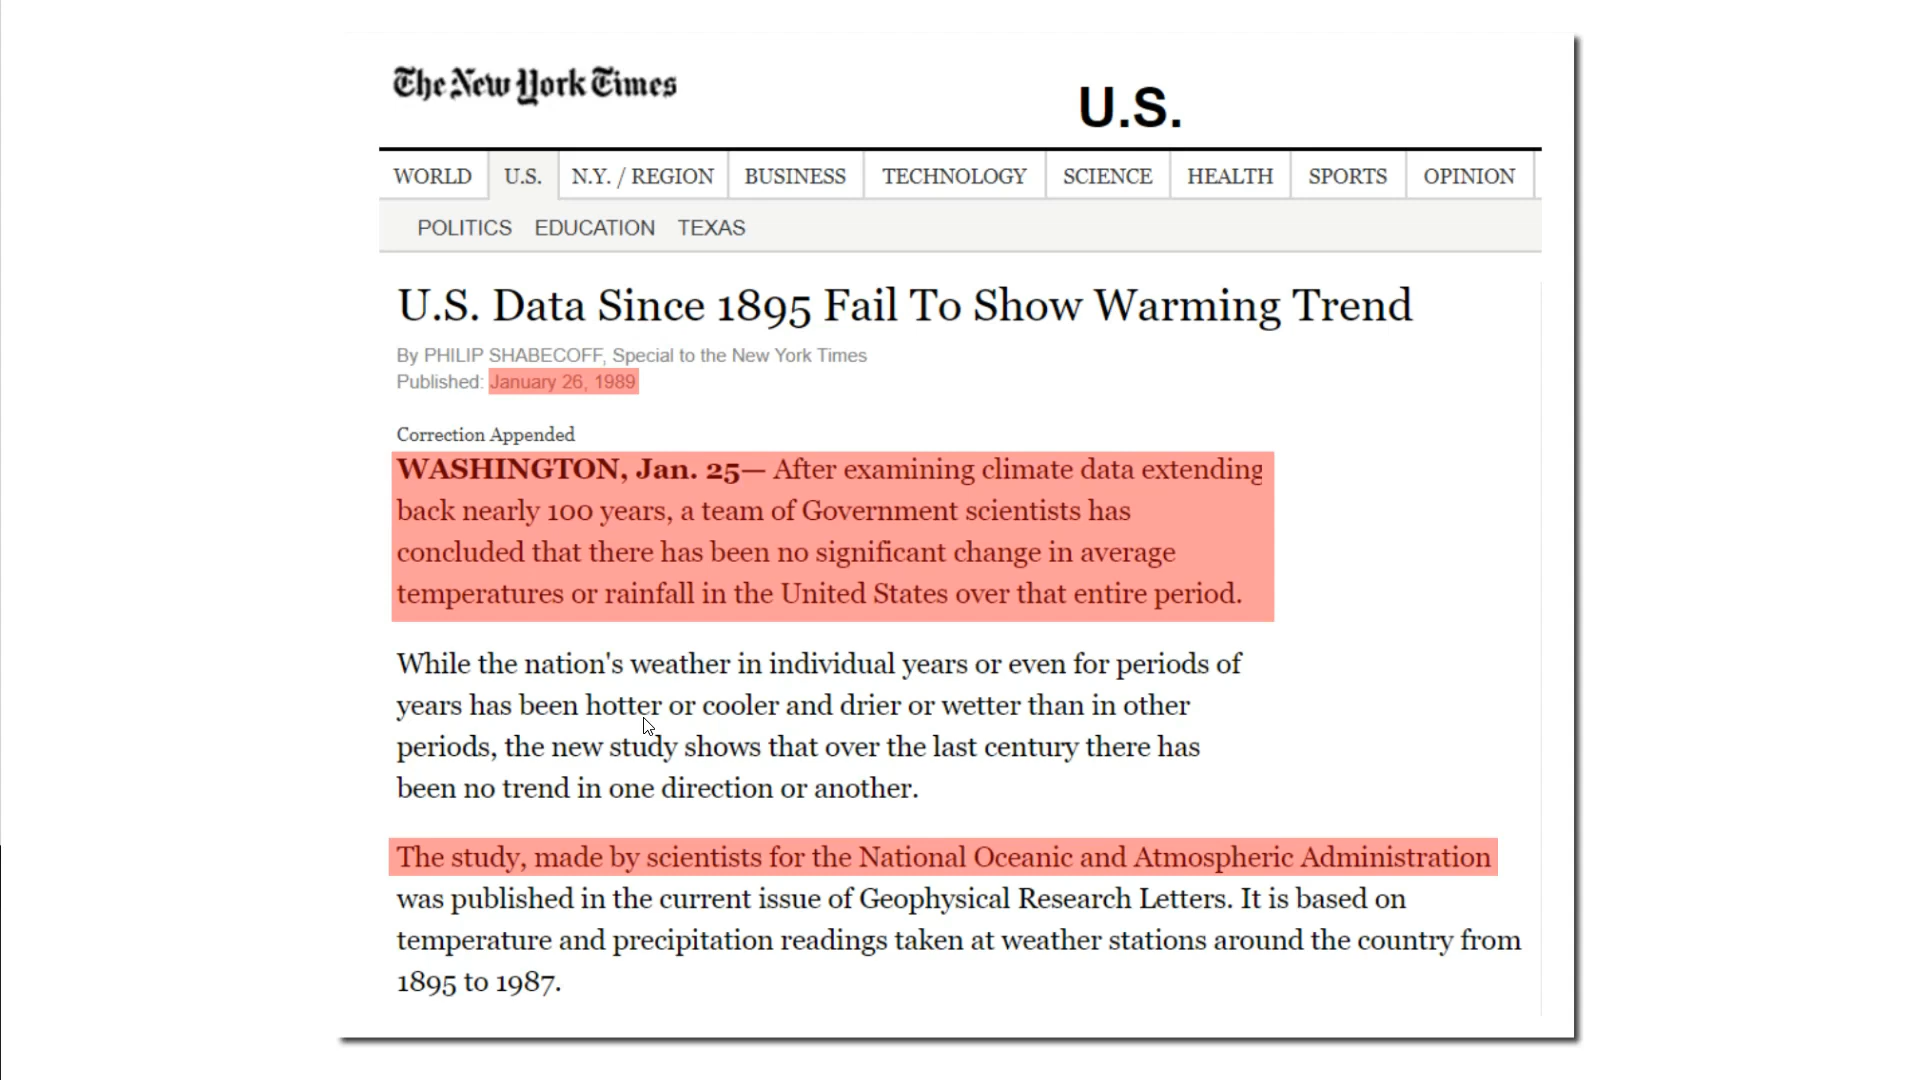 The New York Times
U.S.
WORLD U.S. N.Y. / REGION BUSINESS TECHNOLOGY SCIENCE HEALTH SPORTS OPINION
POLITICS EDUCATION TEXAS
U.S. Data Since 1895 Fail To Show Warming Trend
By PHILIP SHABECOFF, Special to the New York Times
Published: January 26, 1989
Correction Appended
WASHINGTON, Jan. 25— After examining climate data extending
back nearly 100 years, a team of Government scientists has
concluded that there has been no significant change in average
temperatures or rainfall in the United States over that entire period.
While the nation's weather in individual years or even for periods of
years has been hotter or cooler and drier or wetter than in other
periods, the new study shows that over the last century there has
been no trend in one direction or another.
The study, made by scientists for the National Oceanic and Atmospheric Administration
was published in the current issue of Geophysical Research Letters. It is based on
temperature and precipitation readings taken at weather stations around the country from
1895 to 1987.